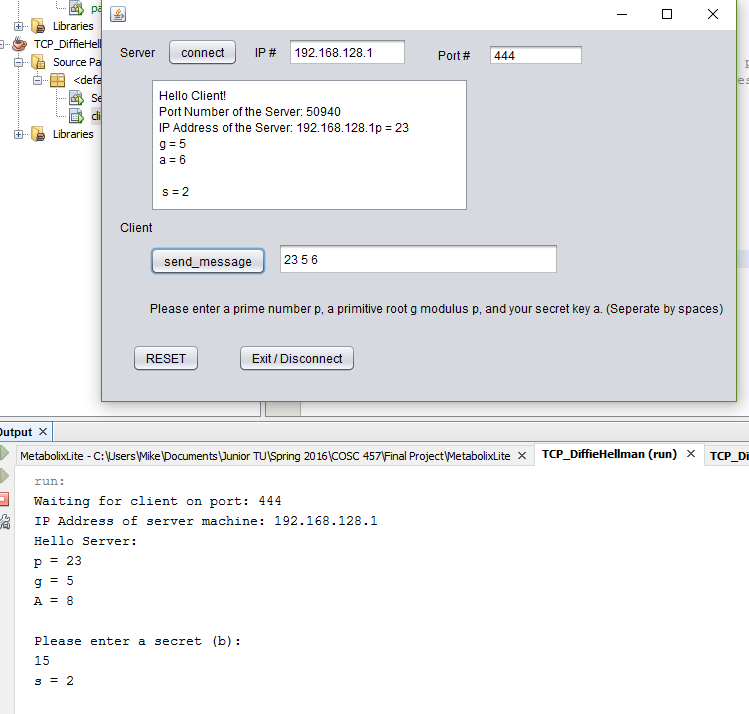 pa
Libraries
TCP_DiffieHell
Source Pa
<defa
Se
cli
Libraries
Server connect IP # 192.168.128.1 Port # 444
Hello Client!
Port Number of the Server: 50940
IP Address of the Server: 192.168.128.1p = 23
g = 5
a = 6
s = 2
Client
send_message 23 5 6
Please enter a prime number p, a primitive root g modulus p, and your secret key a. (Seperate by spaces)
RESET Exit / Disconnect
Output
MetabolixLite - C:\Users\Mike\Documents\Junior TU\Spring 2016\COSC 457\Final Project\MetabolixLite TCP_DiffieHellman (run) TCP_Di
run:
Waiting for client on port: 444
IP Address of server machine: 192.168.128.1
Hello Server:
p = 23
g = 5
A = 8
Please enter a secret (b):
15
s = 2